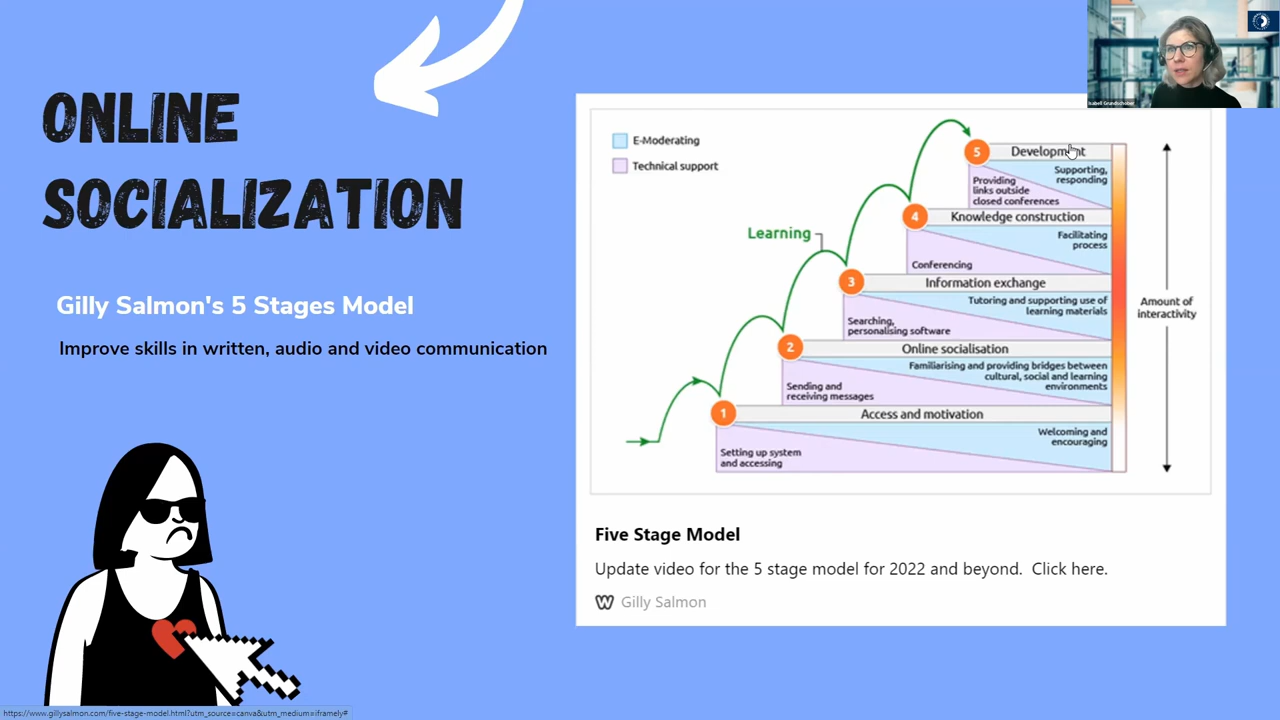 ONLINE
SOCIALIZATION
Gilly Salmon's 5 Stages Model
Improve skills in written, audio and video communication
E-Moderating
Technical support
Learning
5
Development
Supporting,
responding
Providing
links outside
closed conferences
4
Knowledge construction
Facilitating
process
Conferencing
3
Information exchange
Tutoring and supporting use of
learning materials
Searching,
personalising software
2
Online socialisation
Familiarising and providing bridges between
cultural, social and learning
environments
Sending and
receiving messages
1
Access and motivation
Welcoming and
encouraging
Setting up system
and accessing
Amount of
interactivity
Five Stage Model
Update video for the 5 stage model for 2022 and beyond. Click here.
Gilly Salmon
Isabell Grundschober
https://www.gillysalmon.com/five-stage-model.html?utm_source=canva&utm_medium=iframely#